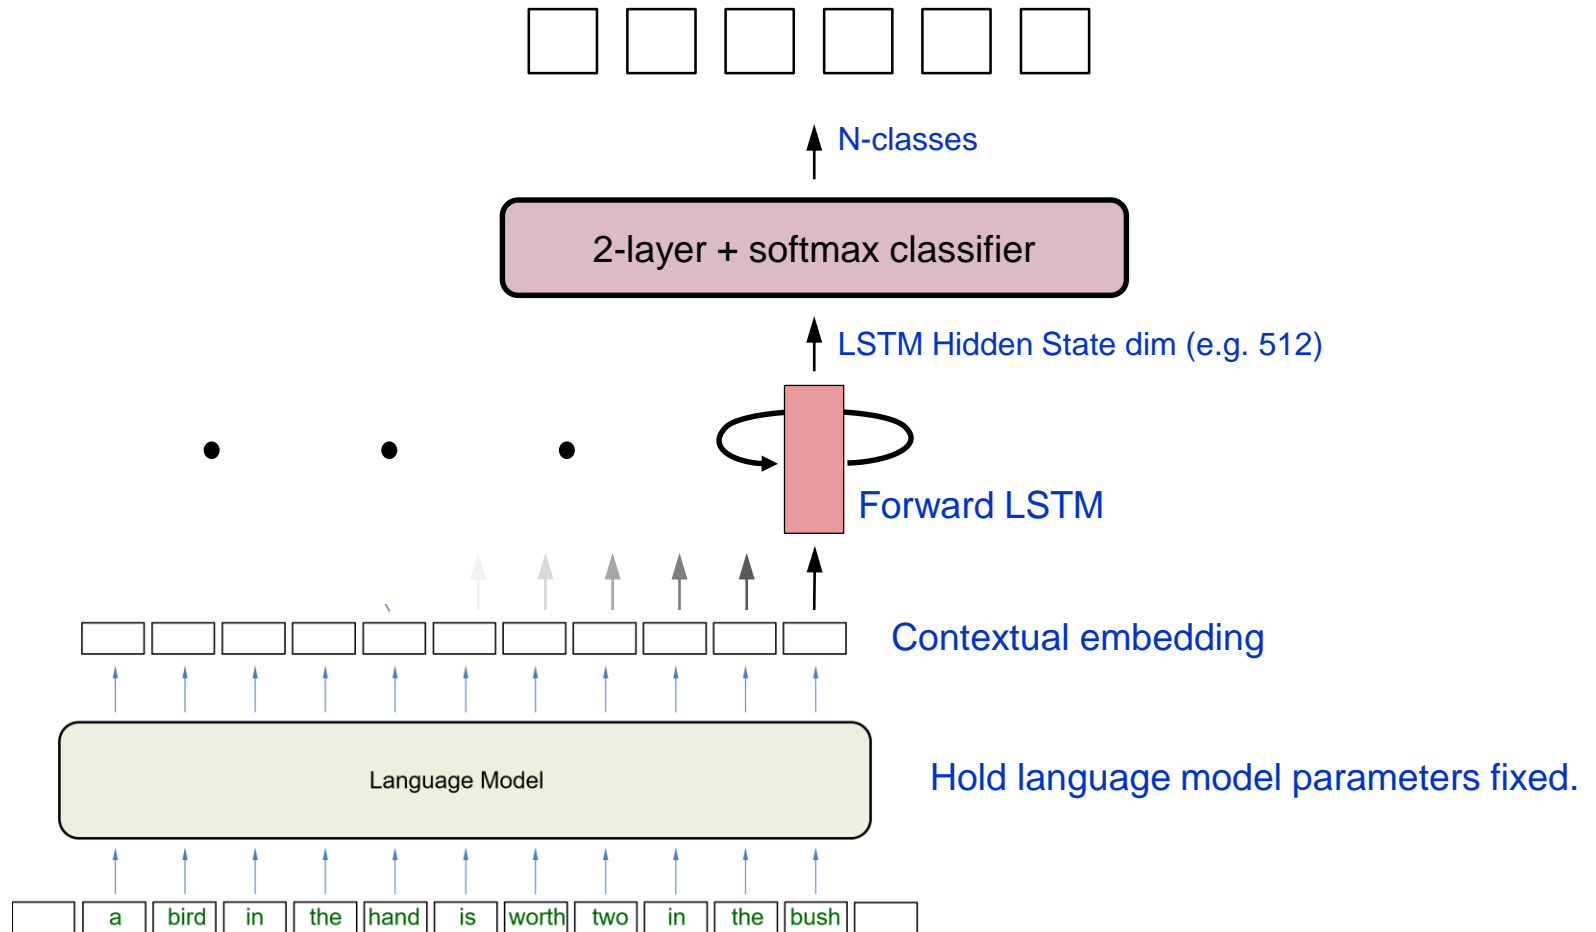 N-classes
2-layer + softmax classifier
LSTM Hidden State dim (e.g. 512)
Forward LSTM
Contextual embedding
Language Model
Hold language model parameters fixed.
a bird in the hand is worth two in the bush